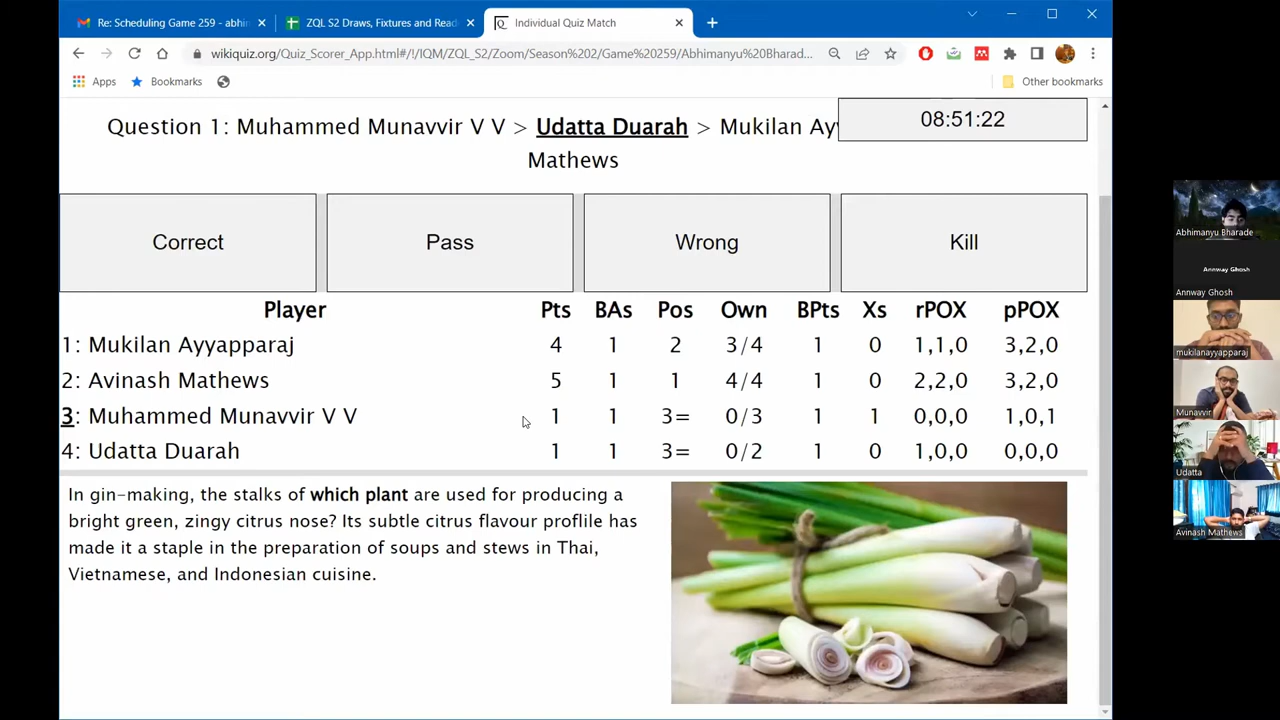 Re: Scheduling Game 259 - abhin
ZQL S2 Draws, Fixtures and Read
Individual Quiz Match
wikiquiz.org/Quiz_Scorer_App.html#/!/IQM/ZQL_S2/Zoom/Season%202/Game%20259/Abhimanyu%20Bharad...
Apps
Bookmarks
Other bookmarks
08:51:22
Question 1: Muhammed Munavvir V V > Udatta Duarah > Mukilan Ay
Mathews
Correct
Pass
Wrong
Kill
Player Pts BAs Pos Own BPts Xs rPOX pPOX
1: Mukilan Ayyapparaj 4 1 2 3/4 1 0 1,1,0 3,2,0
2: Avinash Mathews 5 1 1 4/4 1 0 2,2,0 3,2,0
3: Muhammed Munavvir V V 1 1 3= 0/3 1 1 0,0,0 1,0,1
4: Udatta Duarah 1 1 3= 0/2 1 0 1,0,0 0,0,0
In gin-making, the stalks of which plant are used for producing a
bright green, zingy citrus nose? Its subtle citrus flavour proflile has
made it a staple in the preparation of soups and stews in Thai,
Vietnamese, and Indonesian cuisine.
Abhimanyu Bharade
Annway Ghosh
Annway Ghosh
mukilanayyapparaj
Munavvir
Udatta
Avinash Mathews